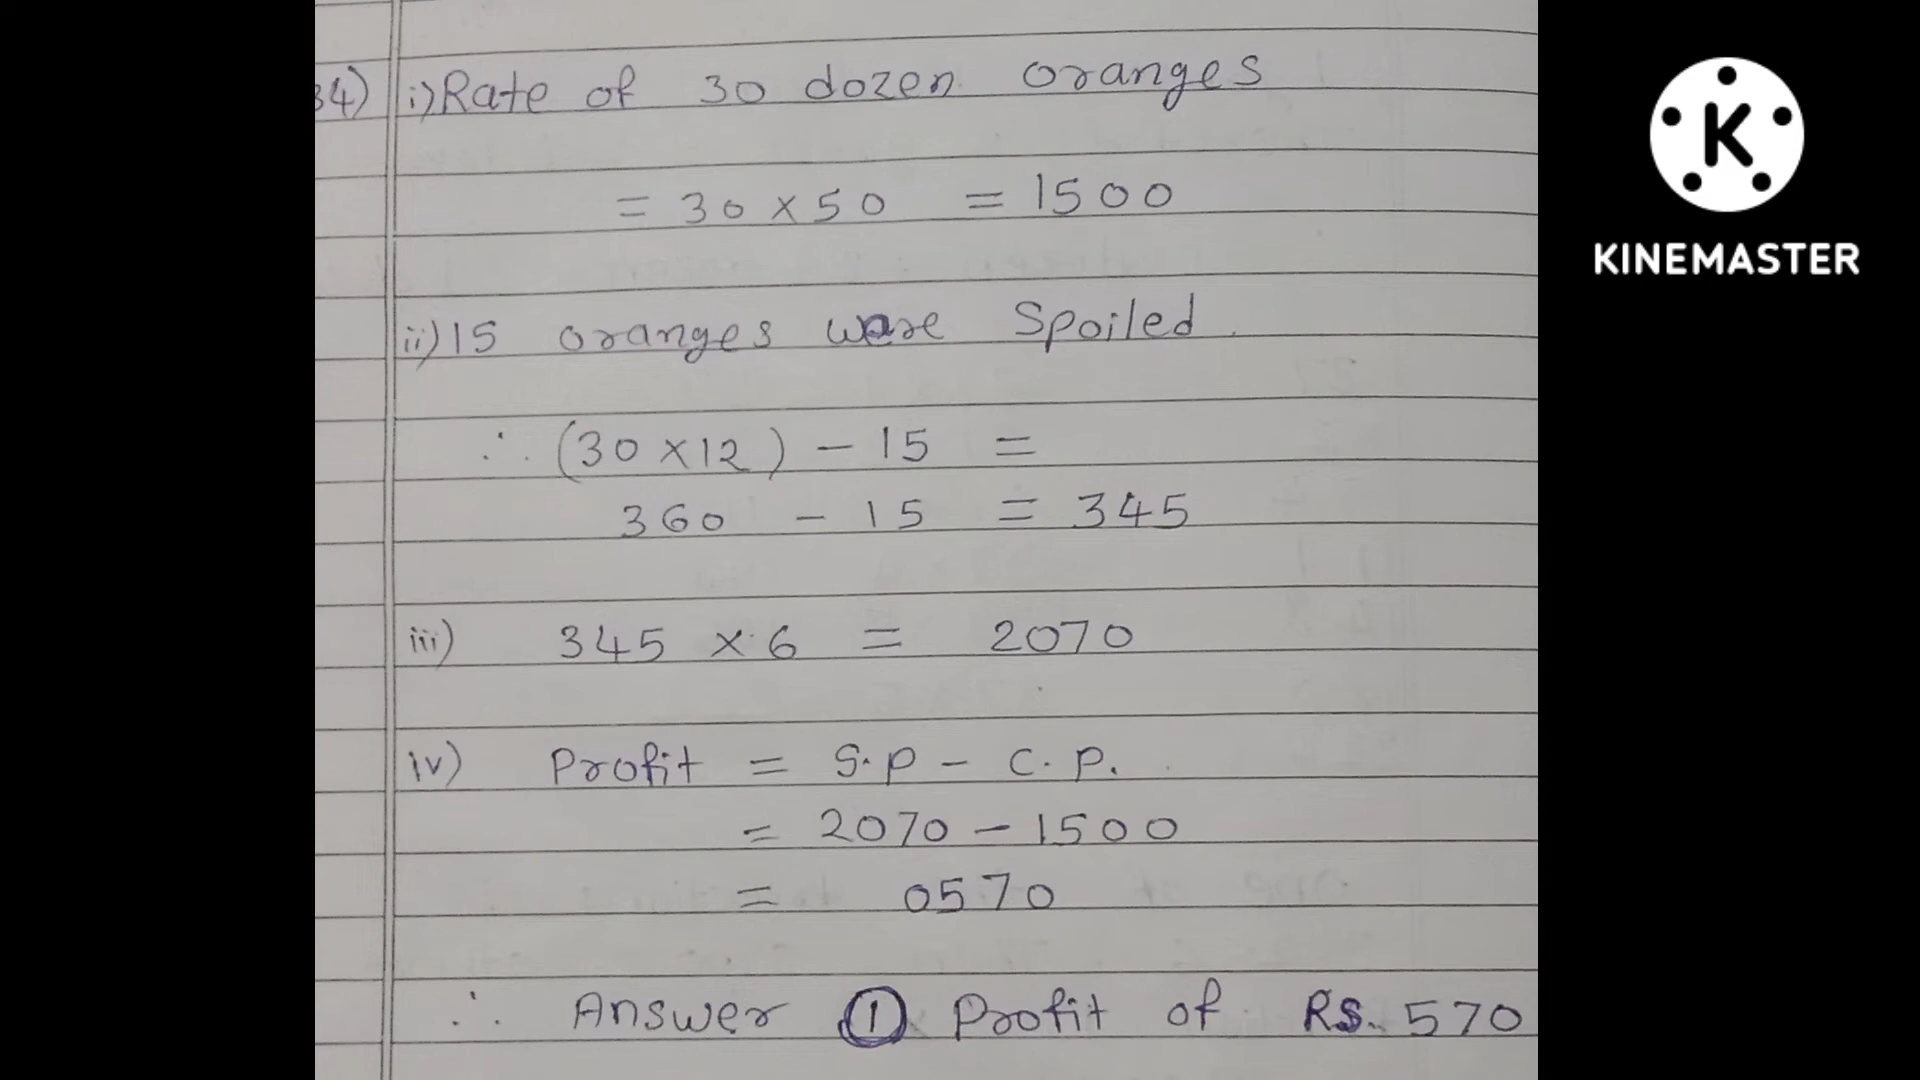 34) i) Rate of 30 dozen oranges
= 30 × 50 = 1500
ii) 15 oranges were Spoiled.
∴ (30 × 12) - 15 =
360 - 15 = 345
iii) 345 × 6 = 2070
iv) Profit = S.P - C.P.
= 2070 - 1500
= 0570
∴ Answer ① Profit of RS. 570
K
KINEMASTER